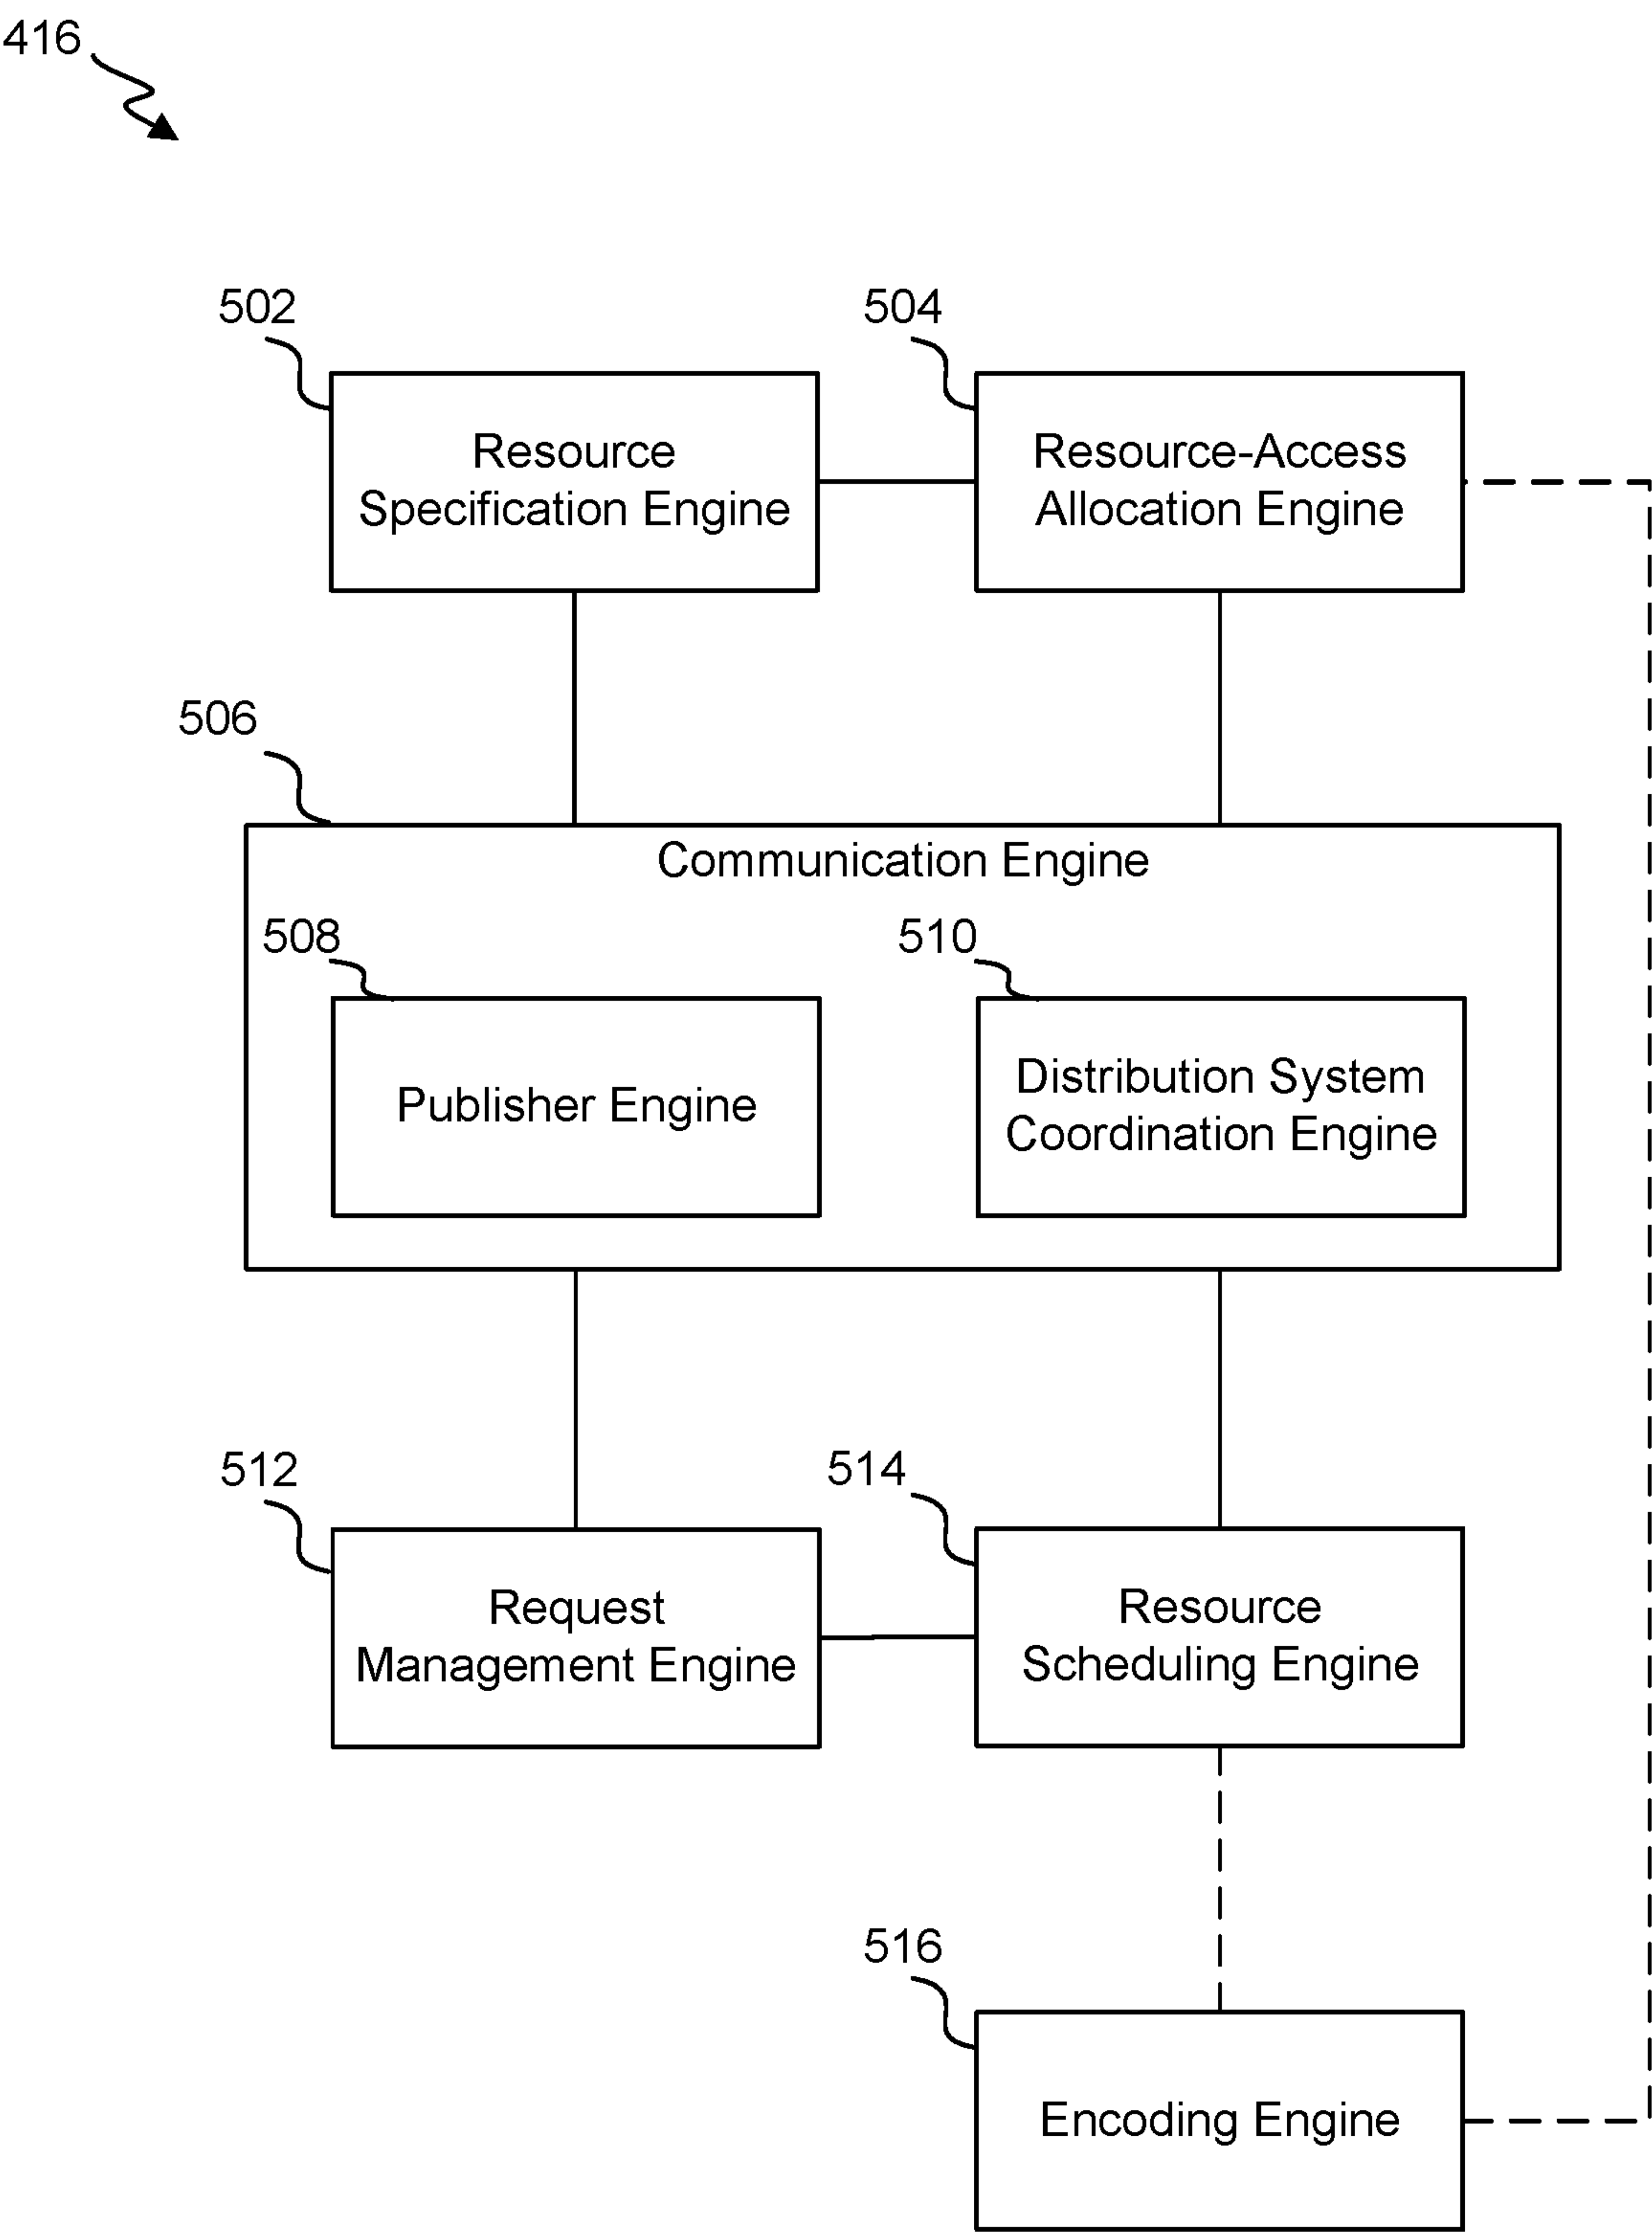 416
502
504
Resource
Specification Engine
Resource-Access
Allocation Engine
506
Communication Engine
508
510
Publisher Engine
Distribution System
Coordination Engine
512
514
Request
Management Engine
Resource
Scheduling Engine
516
Encoding Engine